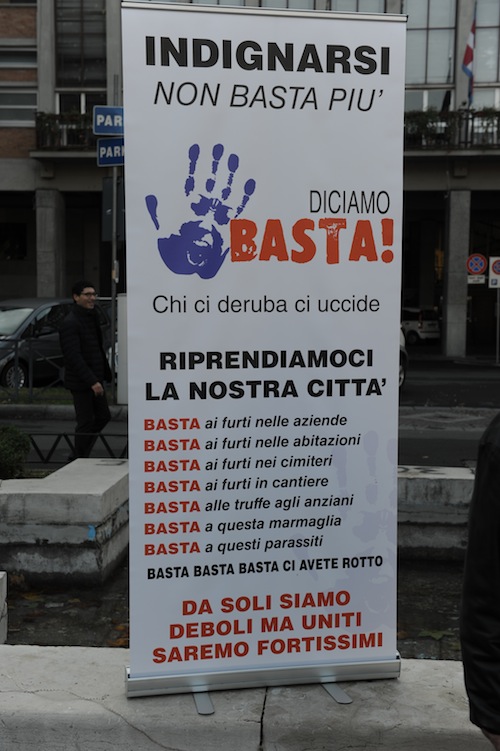 INDIGNARSI
NON BASTA PIU'
DICIAMO
BASTA!
Chi ci deruba ci uccide
RIPRENDIAMOCI
LA NOSTRA CITTA'
BASTA ai furti nelle aziende
BASTA ai furti nelle abitazioni
BASTA ai furti nei cimiteri
BASTA ai furti in cantiere
BASTA alle truffe agli anziani
BASTA a questa marmaglia
BASTA a questi parassiti
BASTA BASTA BASTA CI AVETE ROTTO
DA SOLI SIAMO
DEBOLI MA UNITI
SAREMO FORTISSIMI
PAR
PAR